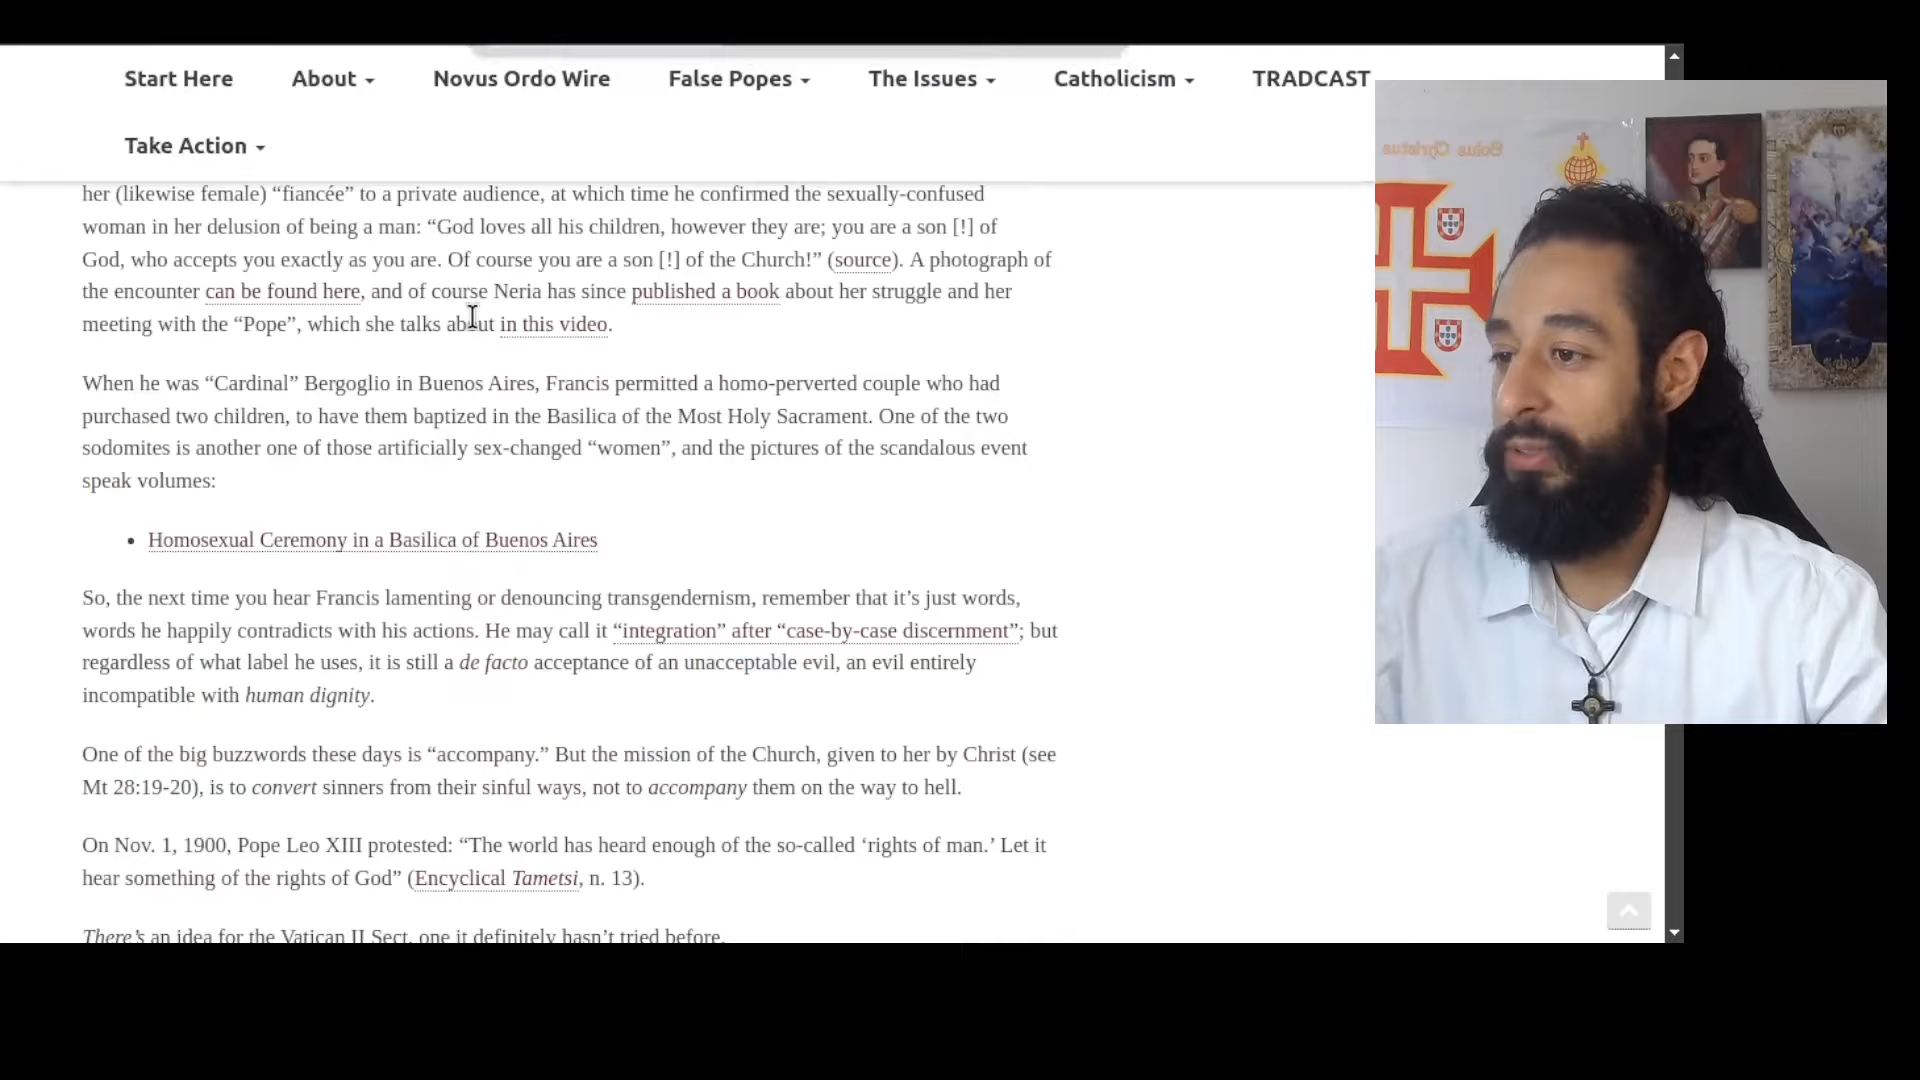 Start Here About Novus Ordo Wire False Popes The Issues Catholicism TRADCAST
Take Action
her (likewise female) “fiancée” to a private audience, at which time he confirmed the sexually-confused
woman in her delusion of being a man: “God loves all his children, however they are; you are a son [!] of
God, who accepts you exactly as you are. Of course you are a son [!] of the Church!” (source). A photograph of
the encounter can be found here, and of course Neria has since published a book about her struggle and her
meeting with the “Pope”, which she talks about in this video.
When he was “Cardinal” Bergoglio in Buenos Aires, Francis permitted a homo-perverted couple who had
purchased two children, to have them baptized in the Basilica of the Most Holy Sacrament. One of the two
sodomites is another one of those artificially sex-changed “women”, and the pictures of the scandalous event
speak volumes:
• Homosexual Ceremony in a Basilica of Buenos Aires
So, the next time you hear Francis lamenting or denouncing transgendernism, remember that it’s just words,
words he happily contradicts with his actions. He may call it “integration” after “case-by-case discernment”; but
regardless of what label he uses, it is still a de facto acceptance of an unacceptable evil, an evil entirely
incompatible with human dignity.
One of the big buzzwords these days is “accompany.” But the mission of the Church, given to her by Christ (see
Mt 28:19-20), is to convert sinners from their sinful ways, not to accompany them on the way to hell.
On Nov. 1, 1900, Pope Leo XIII protested: “The world has heard enough of the so-called ‘rights of man.’ Let it
hear something of the rights of God” (Encyclical Tametsi, n. 13).
There’s an idea for the Vatican II Sect, one it definitely hasn’t tried before.
Solus Christus